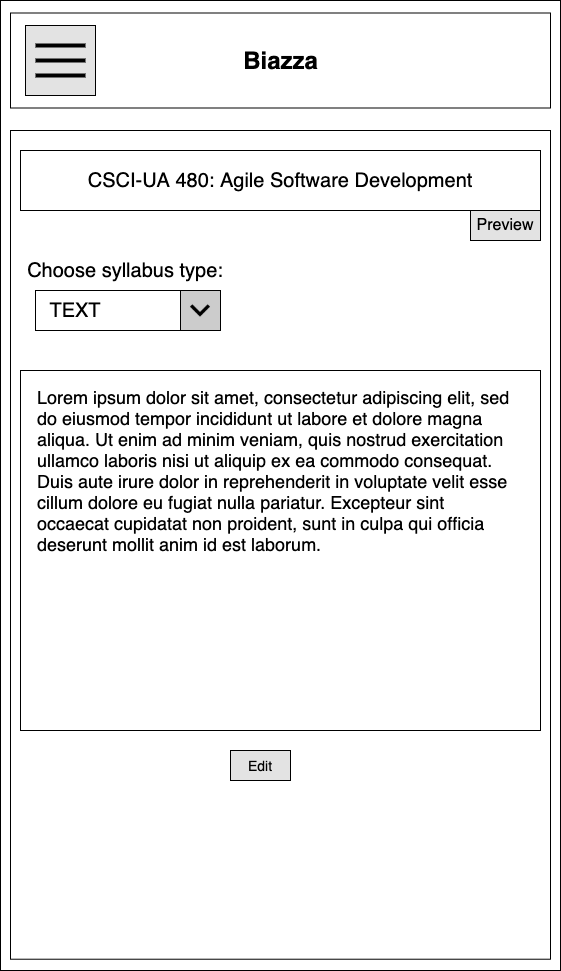 Biazza
CSCI-UA 480: Agile Software Development
Preview
Choose syllabus type:
TEXT
Lorem ipsum dolor sit amet, consectetur adipiscing elit, sed
do eiusmod tempor incididunt ut labore et dolore magna
aliqua. Ut enim ad minim veniam, quis nostrud exercitation
ullamco laboris nisi ut aliquip ex ea commodo consequat.
Duis aute irure dolor in reprehenderit in voluptate velit esse
cillum dolore eu fugiat nulla pariatur. Excepteur sint
occaecat cupidatat non proident, sunt in culpa qui officia
deserunt mollit anim id est laborum.
Edit